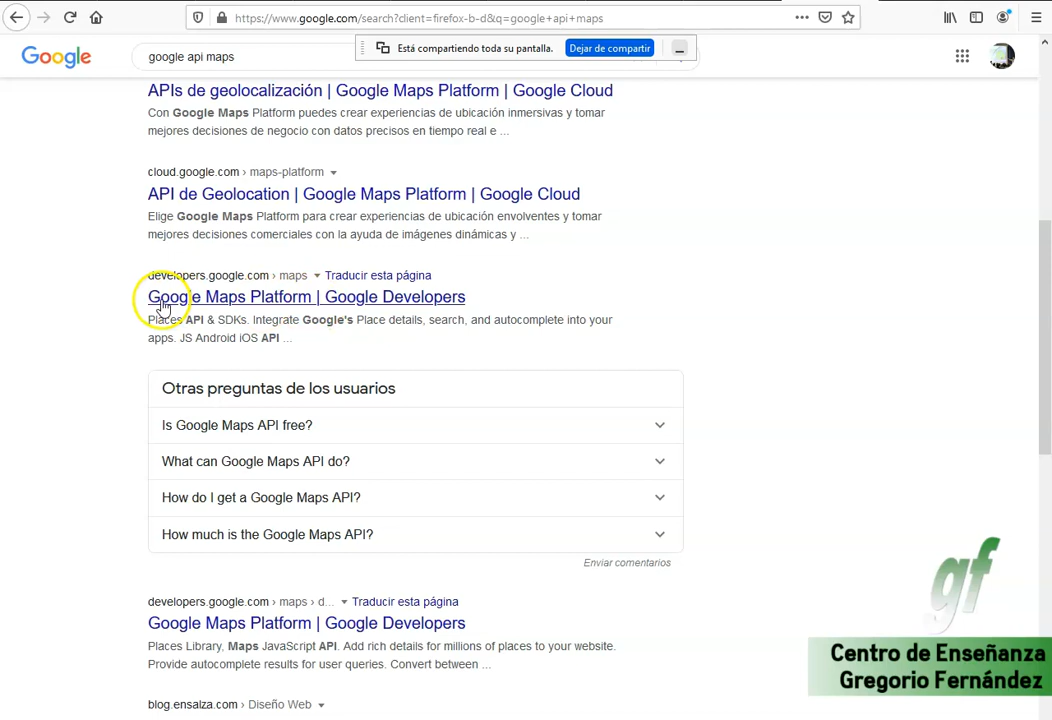 https://www.google.com/search?client=firefox-b-d&q=google+api+maps
Google
google api maps
Está compartiendo toda su pantalla.
Dejar de compartir
APIs de geolocalización | Google Maps Platform | Google Cloud
Con Google Maps Platform puedes crear experiencias de ubicación inmersivas y tomar
mejores decisiones de negocio con datos precisos en tiempo real e ...
cloud.google.com › maps-platform
API de Geolocation | Google Maps Platform | Google Cloud
Elige Google Maps Platform para crear experiencias de ubicación envolventes y tomar
mejores decisiones comerciales con la ayuda de imágenes dinámicas y ...
developers.google.com › maps Traducir esta página
Google Maps Platform | Google Developers
Places API & SDKs. Integrate Google's Place details, search, and autocomplete into your
apps. JS Android iOS API ...
Otras preguntas de los usuarios
Is Google Maps API free?
What can Google Maps API do?
How do I get a Google Maps API?
How much is the Google Maps API?
Enviar comentarios
developers.google.com › maps › d... Traducir esta página
Google Maps Platform | Google Developers
Places Library, Maps JavaScript API. Add rich details for millions of places to your website.
Provide autocomplete results for user queries. Convert between ...
blog.ensalza.com › Diseño Web
gf
Centro de Enseñanza
Gregorio Fernández